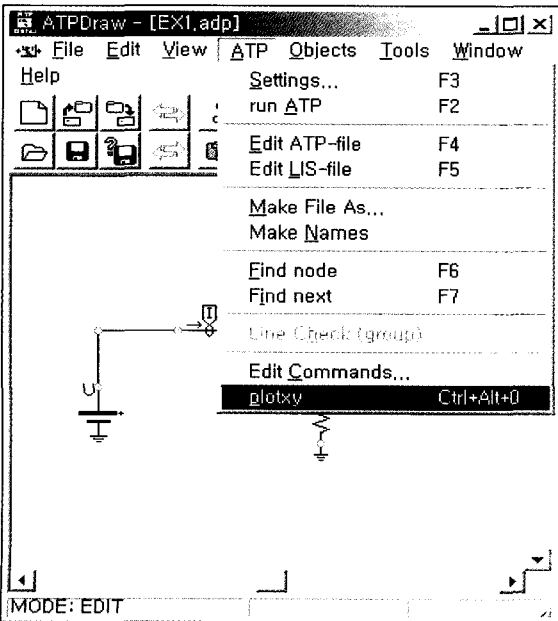 ATPDraw - [EX1.adp]
File Edit View ATP Objects Tools Window
Help
Settings... F3
run ATP F2
Edit ATP-file F4
Edit LIS-file F5
Make File As...
Make Names
Find node F6
Find next F7
Line Check (group)
Edit Commands...
plotxy Ctrl+Alt+0
I
U
MODE: EDIT